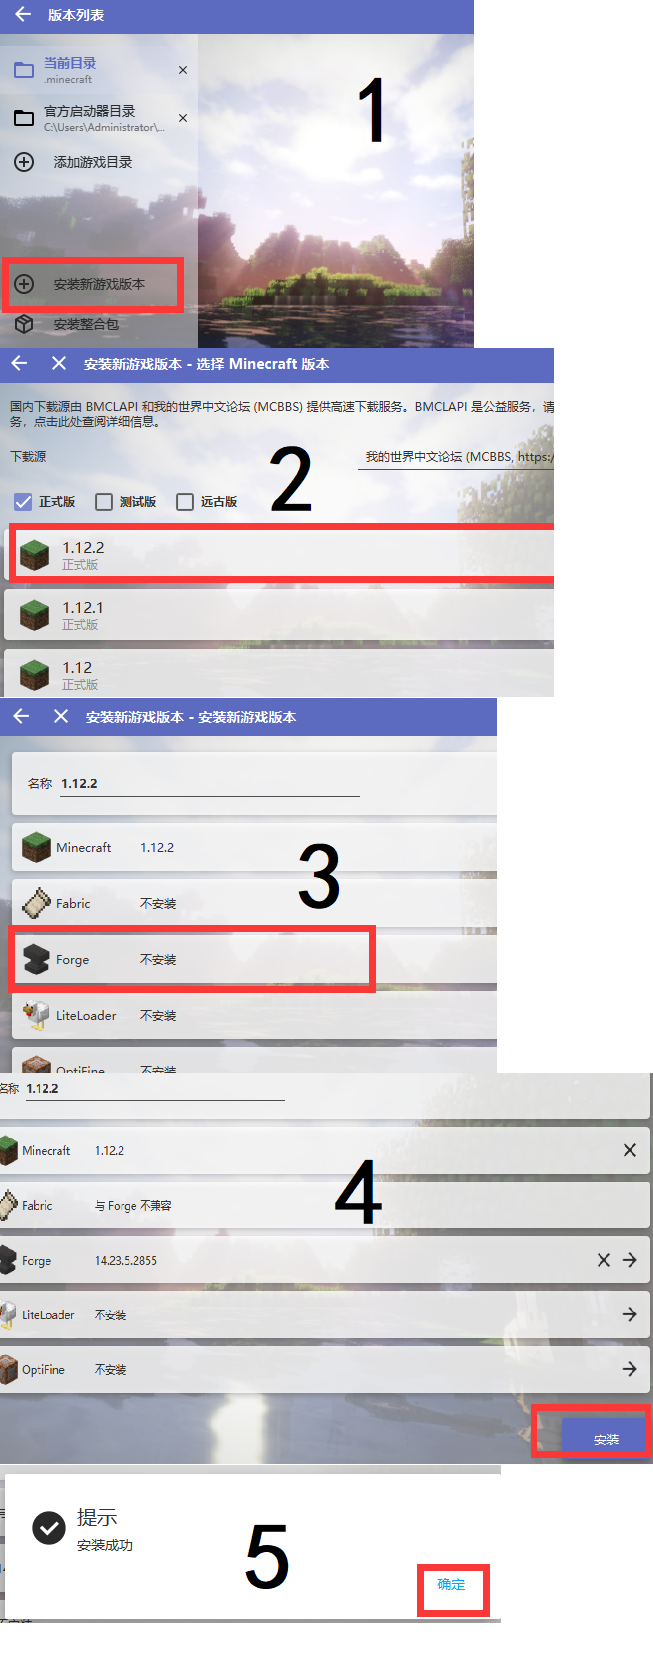 版本列表
当前目录
.minecraft
官方启动器目录
C:\Users\Administrator\...
添加游戏目录
1
安装新游戏版本
安装整合包
安装新游戏版本 - 选择 Minecraft 版本
国内下载源由 BMCLAPI 和我的世界中文论坛 (MCBBS) 提供高速下载服务。BMCLAPI 是公益服务，请
务，点击此处查阅详细信息。
下载源
我的世界中文论坛 (MCBBS, https:/
2
正式版 测试版 远古版
1.12.2
正式版
1.12.1
正式版
1.12
正式版
安装新游戏版本 - 安装新游戏版本
名称 1.12.2
Minecraft 1.12.2
3
Fabric 不安装
Forge 不安装
LiteLoader 不安装
OptiFine 不安装
名称 1.12.2
Minecraft 1.12.2
4
Fabric 与 Forge 不兼容
Forge 14.23.5.2855
LiteLoader 不安装
OptiFine 不安装
安装
提示
安装成功
5
确定